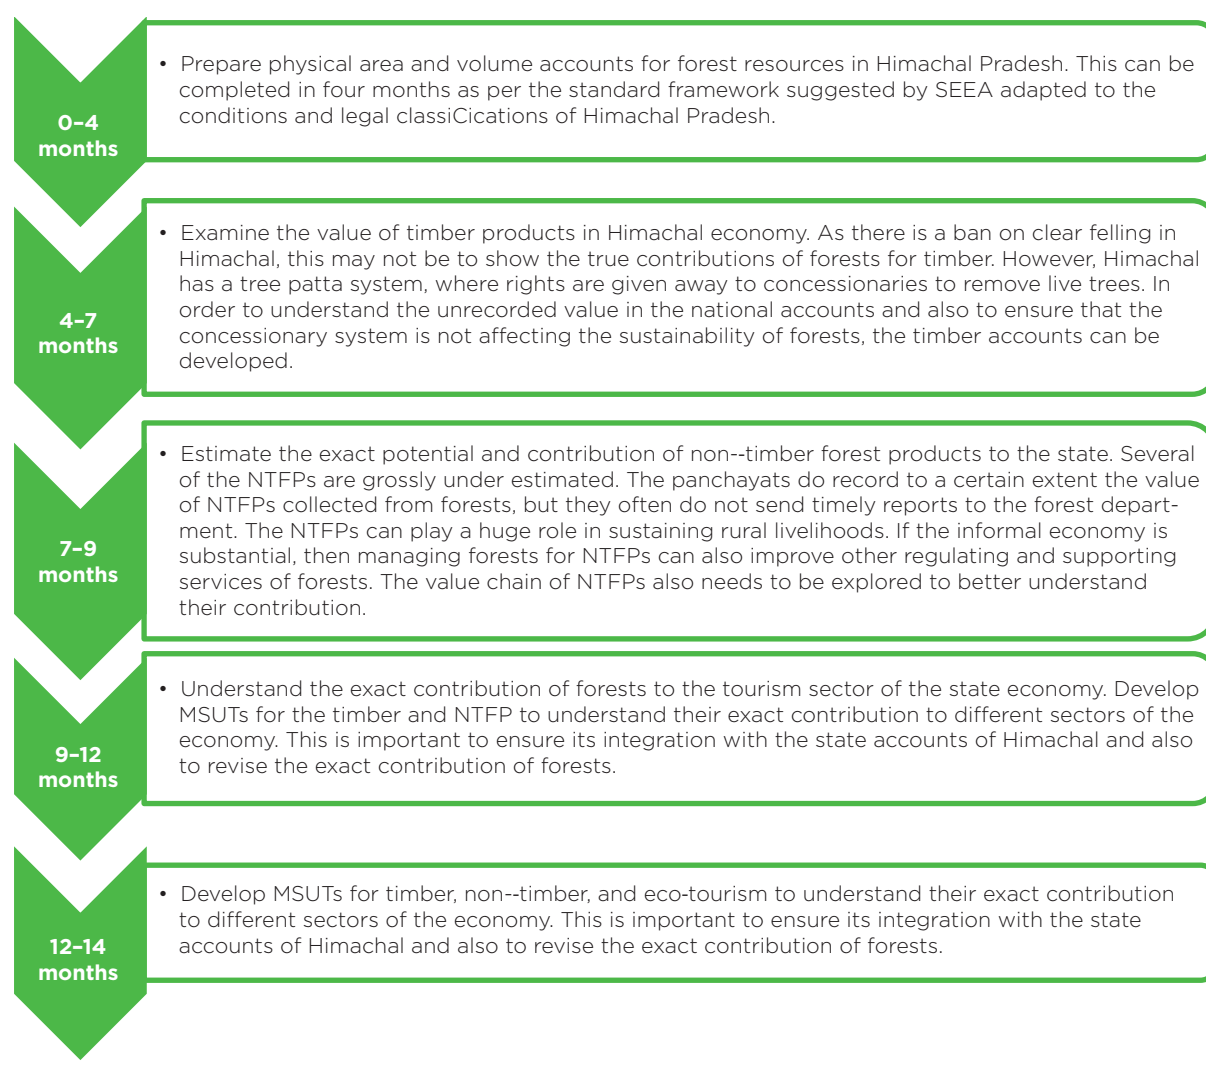 0–4
months
• Prepare physical area and volume accounts for forest resources in Himachal Pradesh. This can be
completed in four months as per the standard framework suggested by SEEA adapted to the
conditions and legal classiCications of Himachal Pradesh.
4–7
months
• Examine the value of timber products in Himachal economy. As there is a ban on clear felling in
Himachal, this may not be to show the true contributions of forests for timber. However, Himachal
has a tree patta system, where rights are given away to concessionaries to remove live trees. In
order to understand the unrecorded value in the national accounts and also to ensure that the
concessionary system is not affecting the sustainability of forests, the timber accounts can be
developed.
7–9
months
• Estimate the exact potential and contribution of non--timber forest products to the state. Several
of the NTFPs are grossly under estimated. The panchayats do record to a certain extent the value
of NTFPs collected from forests, but they often do not send timely reports to the forest depart-
ment. The NTFPs can play a huge role in sustaining rural livelihoods. If the informal economy is
substantial, then managing forests for NTFPs can also improve other regulating and supporting
services of forests. The value chain of NTFPs also needs to be explored to better understand
their contribution.
9–12
months
• Understand the exact contribution of forests to the tourism sector of the state economy. Develop
MSUTs for the timber and NTFP to understand their exact contribution to different sectors of the
economy. This is important to ensure its integration with the state accounts of Himachal and also
to revise the exact contribution of forests.
12–14
months
• Develop MSUTs for timber, non--timber, and eco-tourism to understand their exact contribution
to different sectors of the economy. This is important to ensure its integration with the state
accounts of Himachal and also to revise the exact contribution of forests.